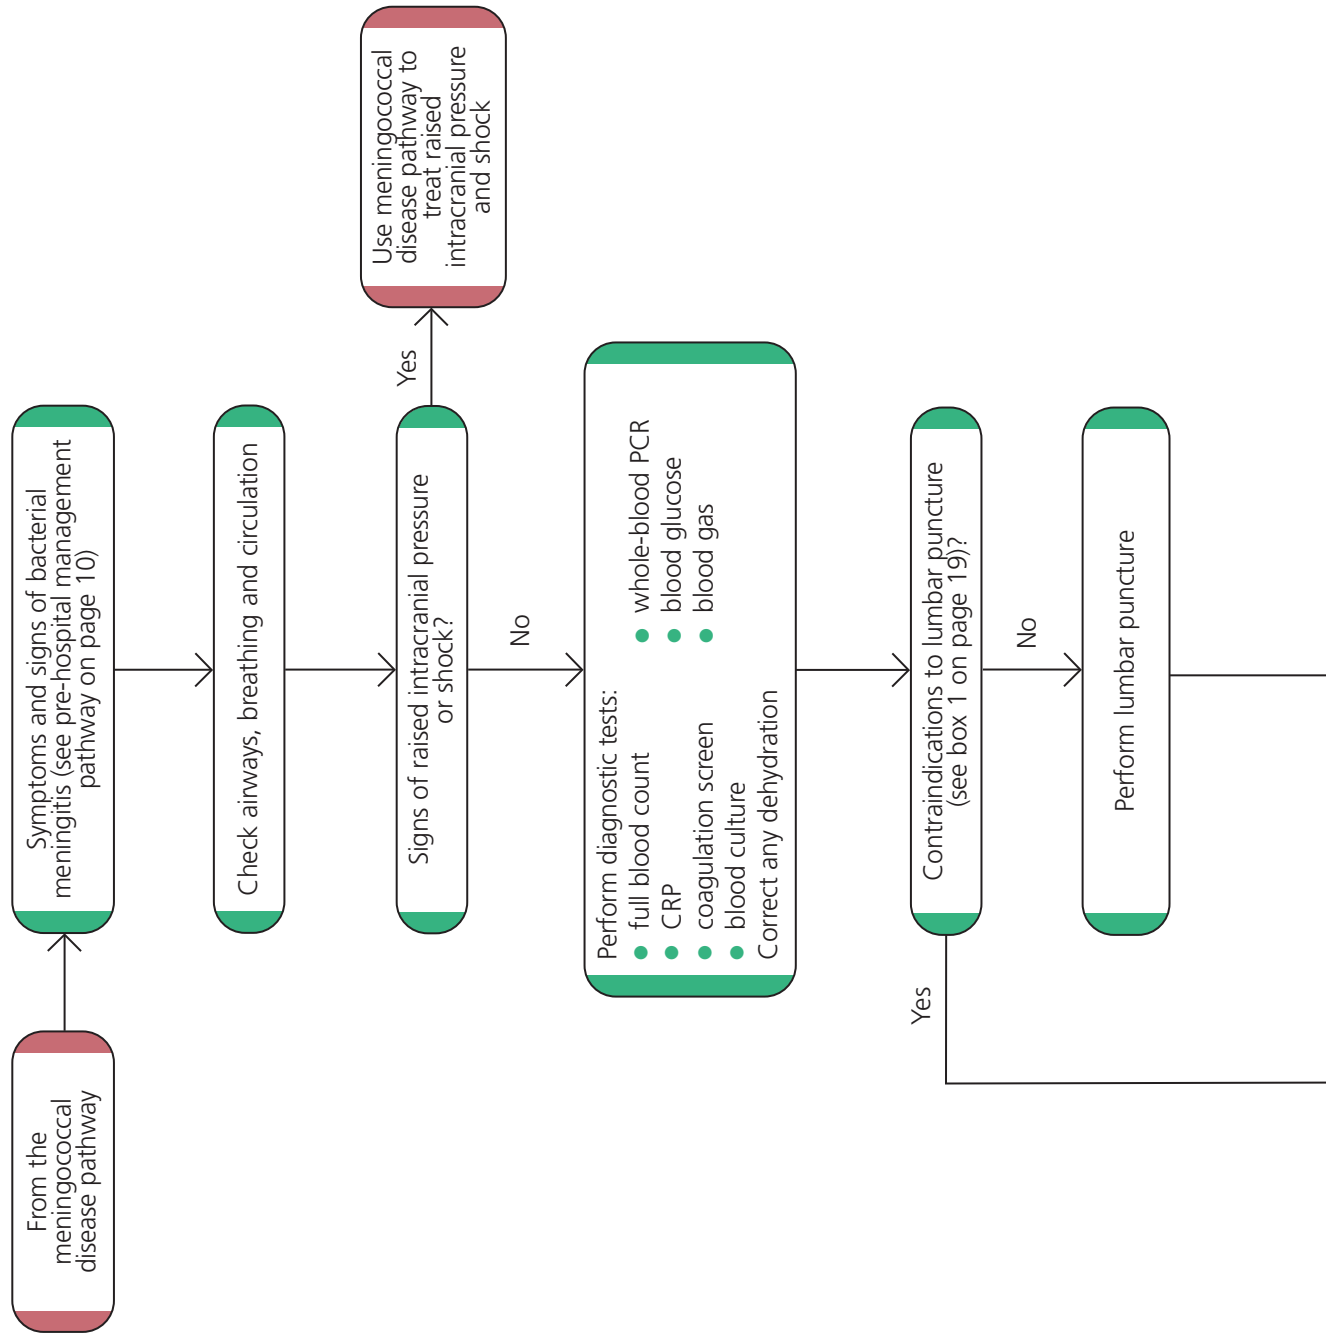 From the
meningococcal
disease pathway
Symptoms and signs of bacterial
meningitis (see pre-hospital management
pathway on page 10)
Check airways, breathing and circulation
Signs of raised intracranial pressure
or shock?
Yes
Use meningococcal
disease pathway to
treat raised
intracranial pressure
and shock
No
Perform diagnostic tests:
full blood count
CRP
coagulation screen
blood culture
whole-blood PCR
blood glucose
blood gas
Correct any dehydration
Contraindications to lumbar puncture
(see box 1 on page 19)?
Yes
No
Perform lumbar puncture